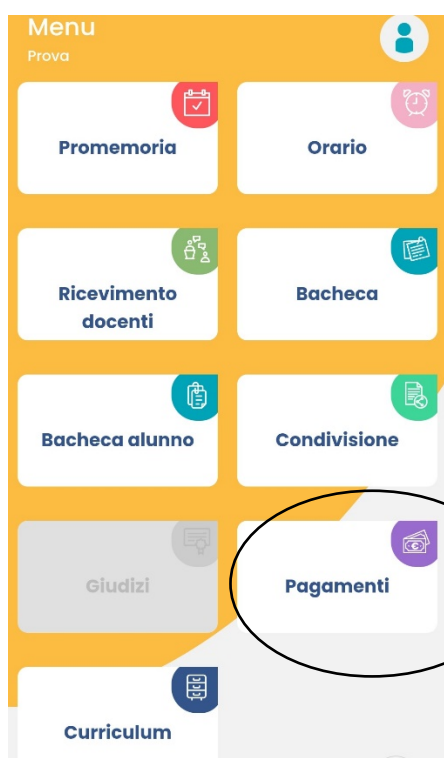 Menu
Prova
Promemoria
Orario
Ricevimento
docenti
Bacheca
Bacheca alunno
Condivisione
Giudizi
Pagamenti
Curriculum